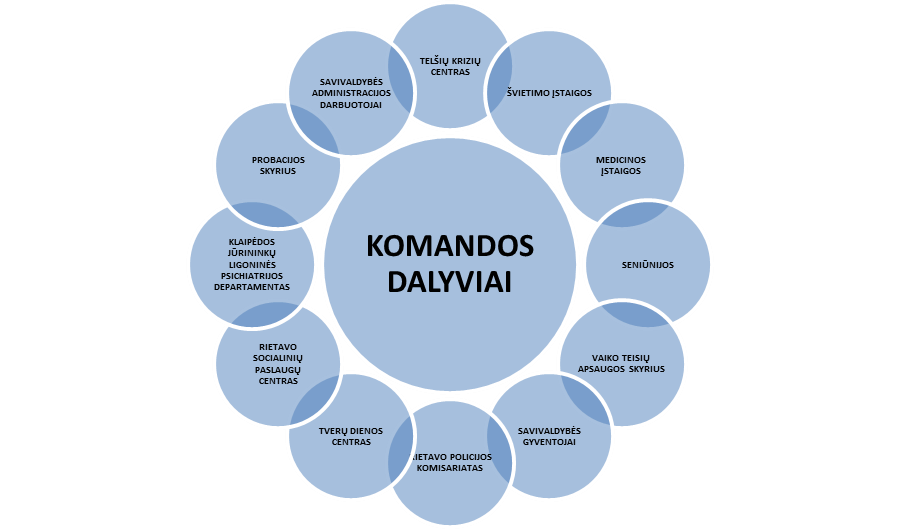 TELŠIŲ KRIZIŲ
CENTRAS
ŠVIETIMO ĮSTAIGOS
MEDICINOS
ĮSTAIGOS
SENIŪNIJOS
VAIKO TEISIŲ
APSAUGOS SKYRIUS
SAVIVALDYBĖS
GYVENTOJAI
RIETAVO POLICIJOS
KOMISARIATAS
TVERŲ DIENOS
CENTRAS
RIETAVO
SOCIALINIŲ
PASLAUGŲ
CENTRAS
KLAIPĖDOS
JŪRININKŲ
LIGONINĖS
PSICHIATRIJOS
DEPARTAMENTAS
PROBACIJOS
SKYRIUS
SAVIVALDYBĖS
ADMINISTRACIJOS
DARBUOTOJAI
KOMANDOS
DALYVIAI